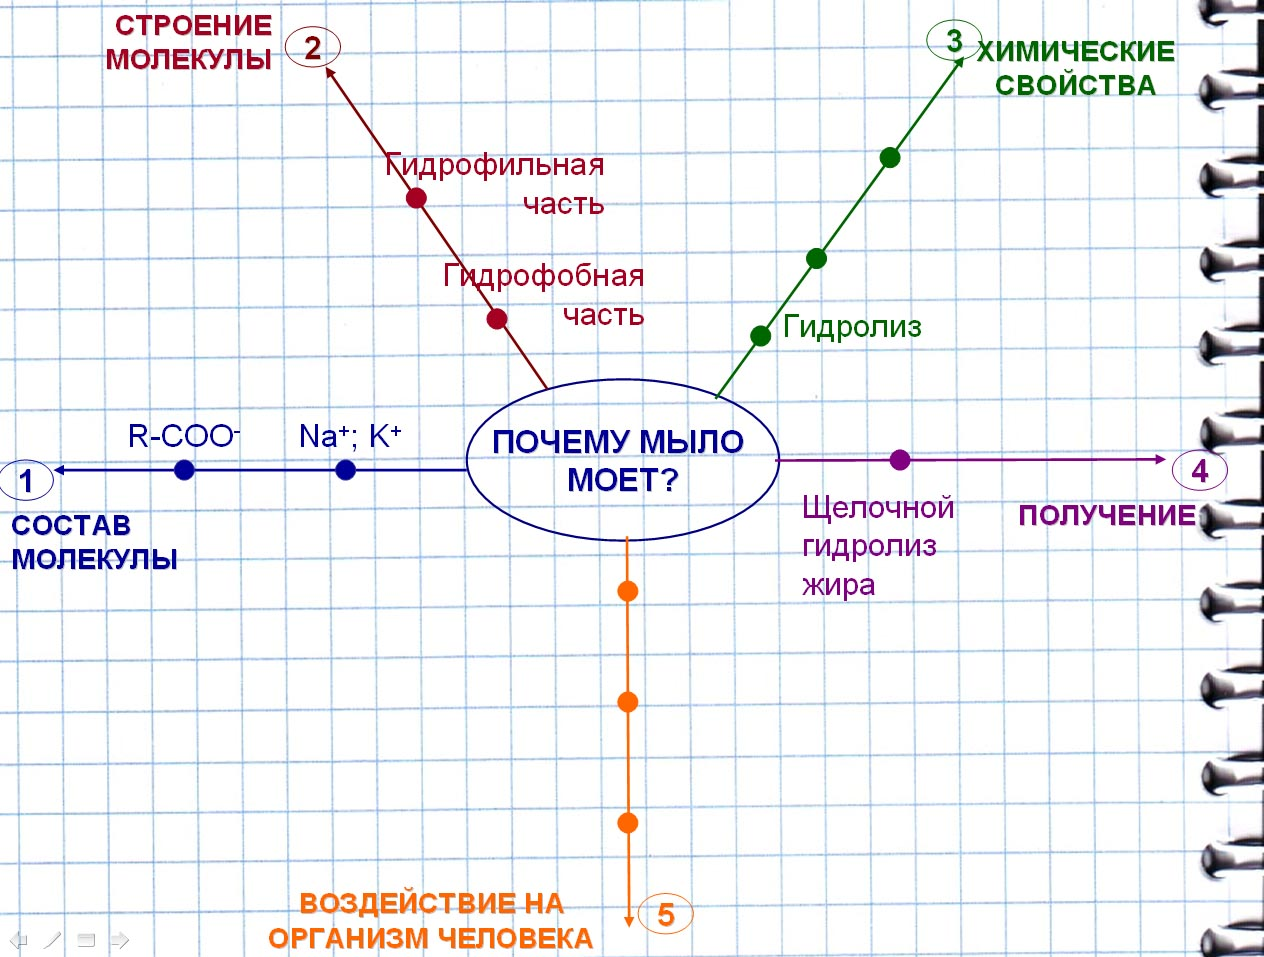 СТРОЕНИЕ
МОЛЕКУЛЫ
2
3
ХИМИЧЕСКИЕ
СВОЙСТВА
Гидрофильная
часть
Гидрофобная
часть
Гидролиз
R-COO⁻
Na⁺; K⁺
ПОЧЕМУ МЫЛО
МОЕТ?
1
СОСТАВ
МОЛЕКУЛЫ
4
ПОЛУЧЕНИЕ
Щелочной
гидролиз
жира
ВОЗДЕЙСТВИЕ НА
ОРГАНИЗМ ЧЕЛОВЕКА
5